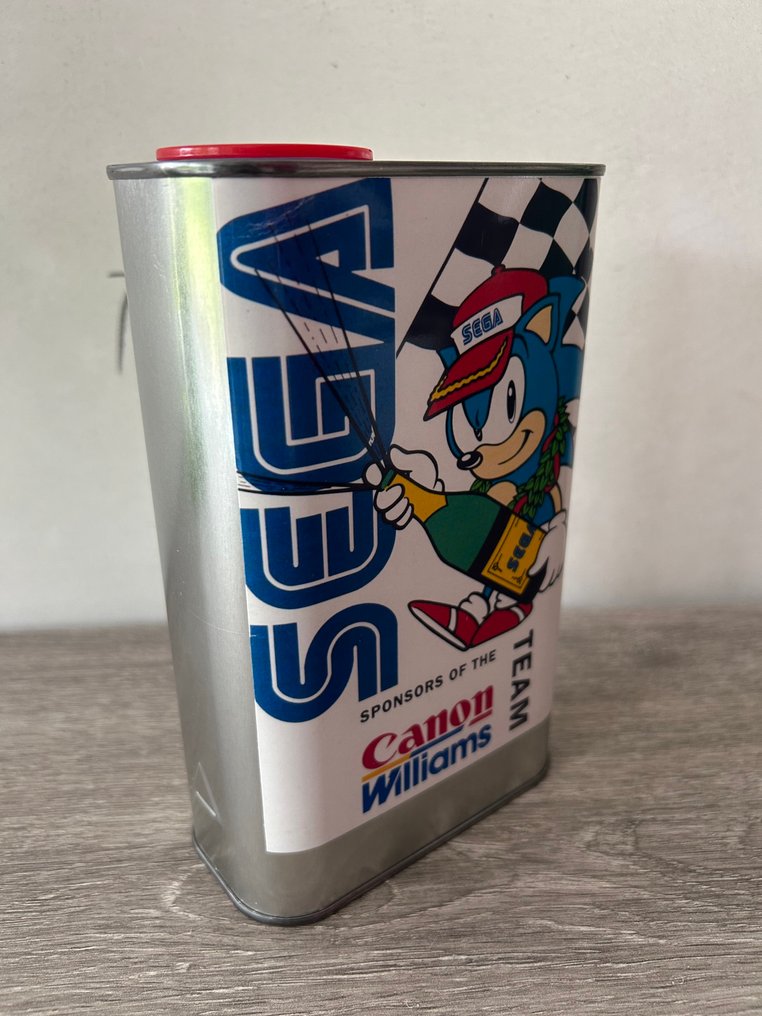 SEGA
SEGA
SEGA
SPONSORS OF THE
Canon
Williams
TEAM